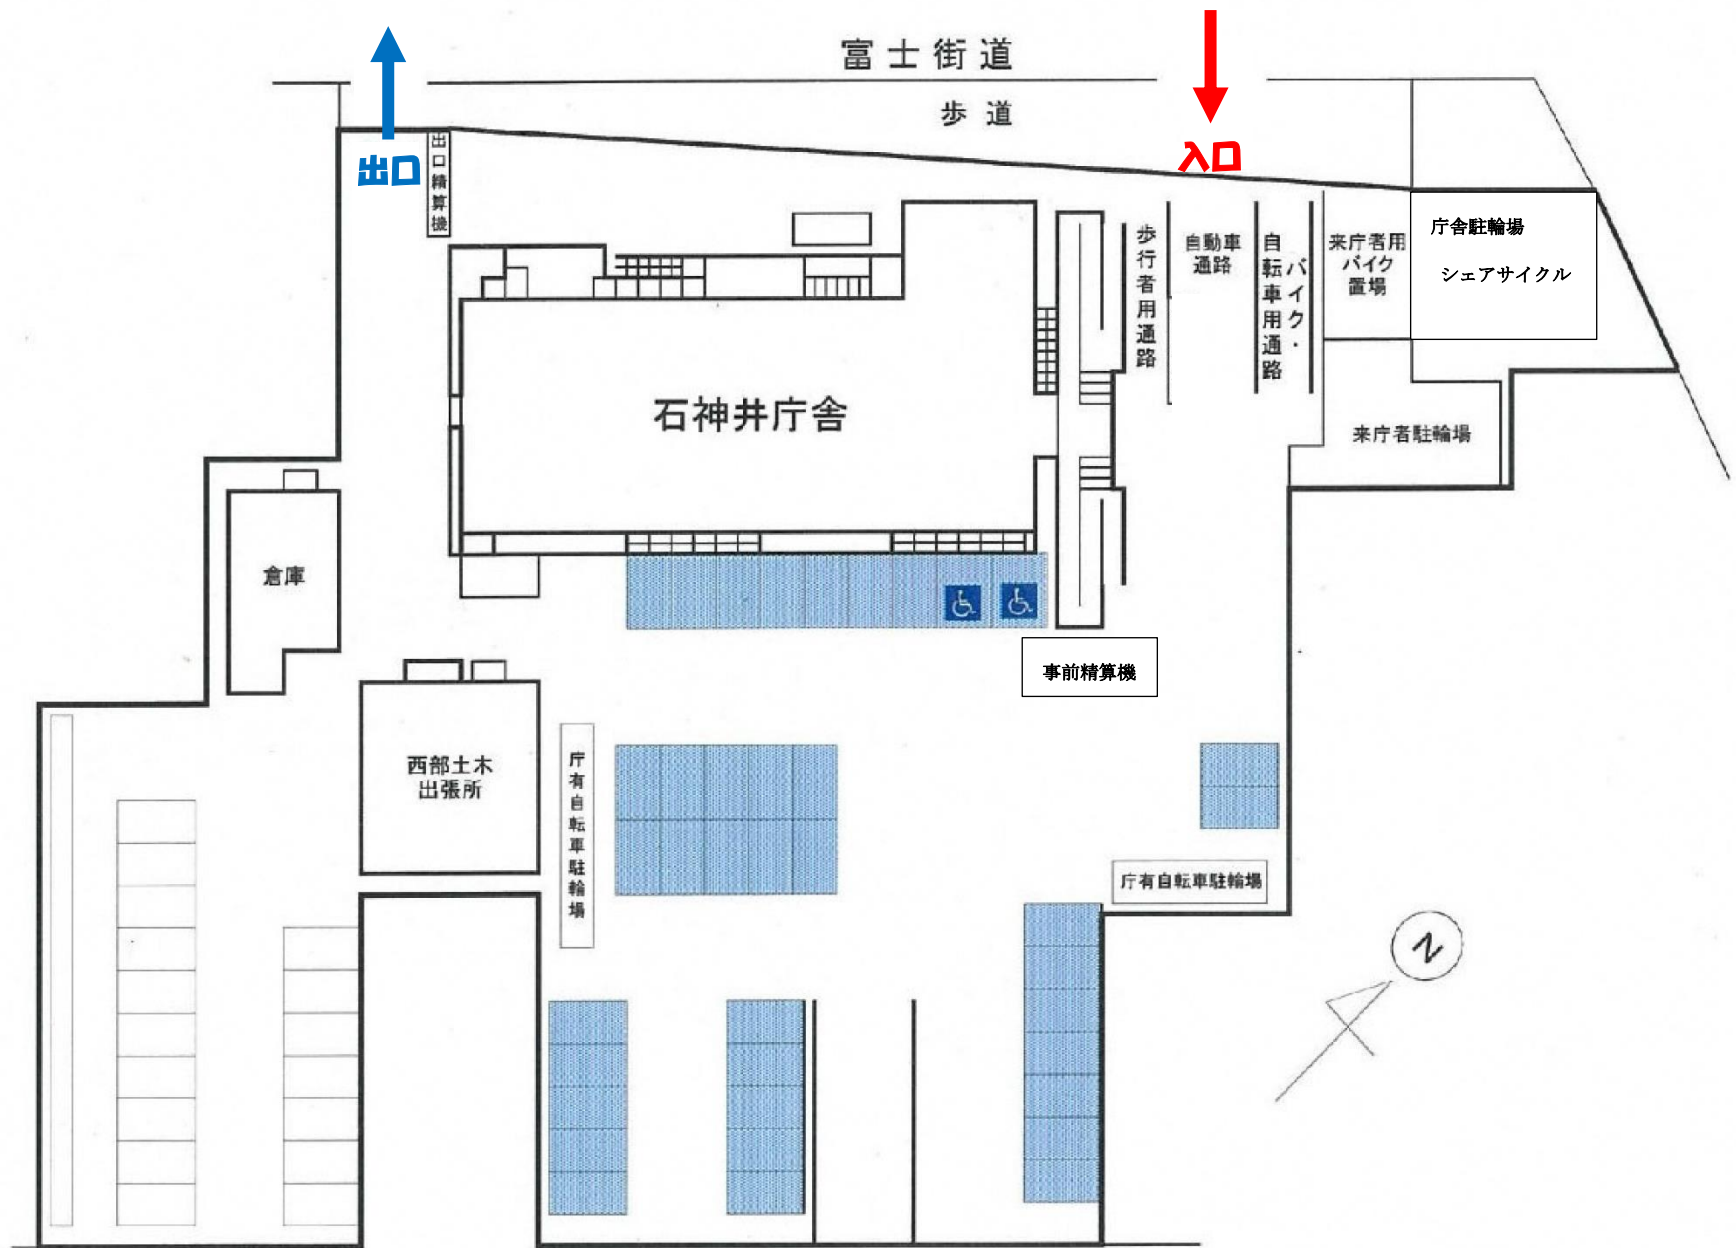 富士街道
歩道
出口
入口
出口精算機
歩行者用通路
自動車
通路
バイク・
自転車用通路
来庁者用
バイク
置場
庁舎駐輪場
シェアサイクル
石神井庁舎
来庁者駐輪場
倉庫
事前精算機
西部土木
出張所
庁有自転車駐輪場
庁有自転車駐輪場
N